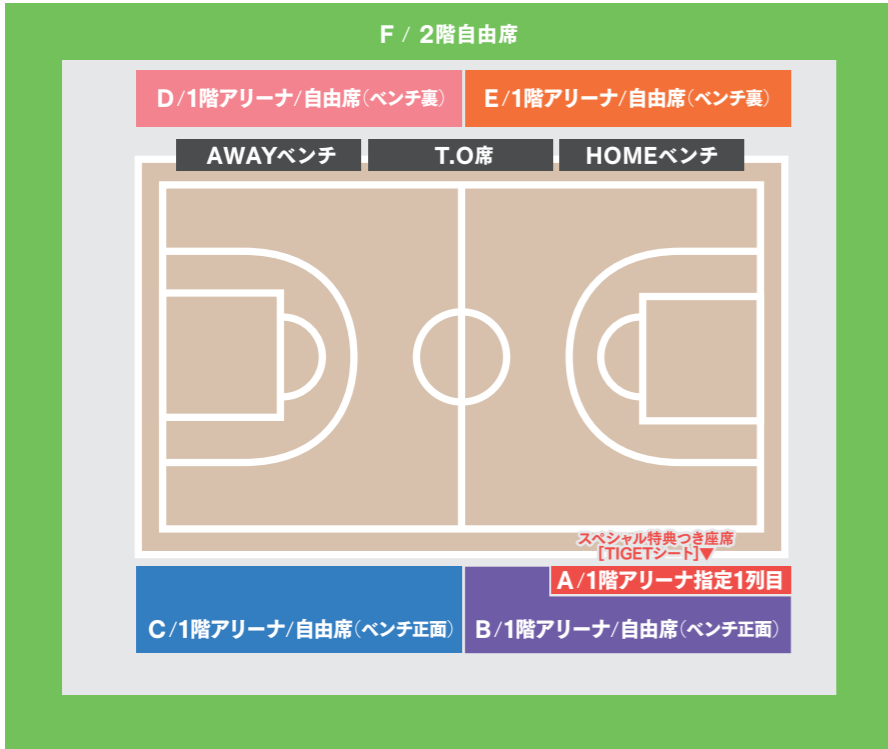 F / 2階自由席
D/1階アリーナ/自由席(ベンチ裏)
E/1階アリーナ/自由席(ベンチ裏)
AWAYベンチ
T.O席
HOMEベンチ
スペシャル特典つき座席
[TIGETシート]▼
A/1階アリーナ指定1列目
C/1階アリーナ/自由席(ベンチ正面)
B/1階アリーナ/自由席(ベンチ正面)